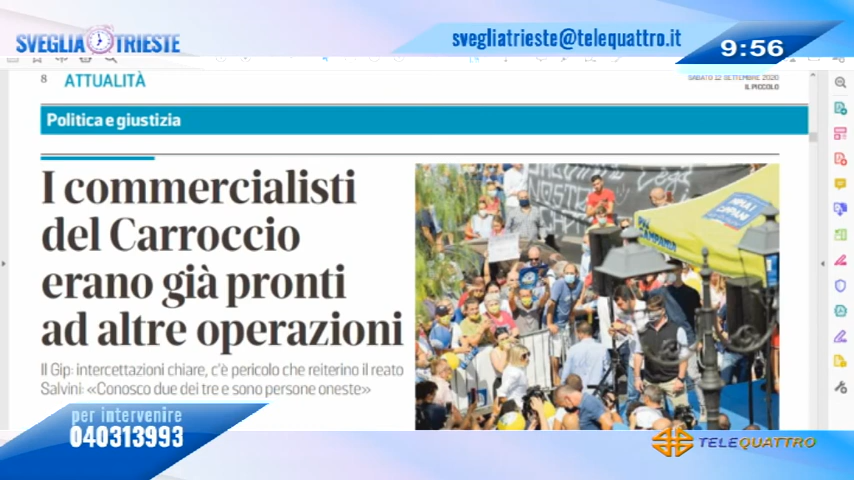 SVEGLIA TRIESTE
svegliatrieste@telequattro.it
9:56
8 ATTUALITÀ
SABATO 12 SETTEMBRE 2020
IL PICCOLO
Politica e giustizia
I commercialisti
del Carroccio
erano già pronti
ad altre operazioni
Il Gip: intercettazioni chiare, c'è pericolo che reiterino il reato
Salvini: «Conosco due dei tre e sono persone oneste»
NOSTRE
per intervenire
040313993
TELEQUATTRO